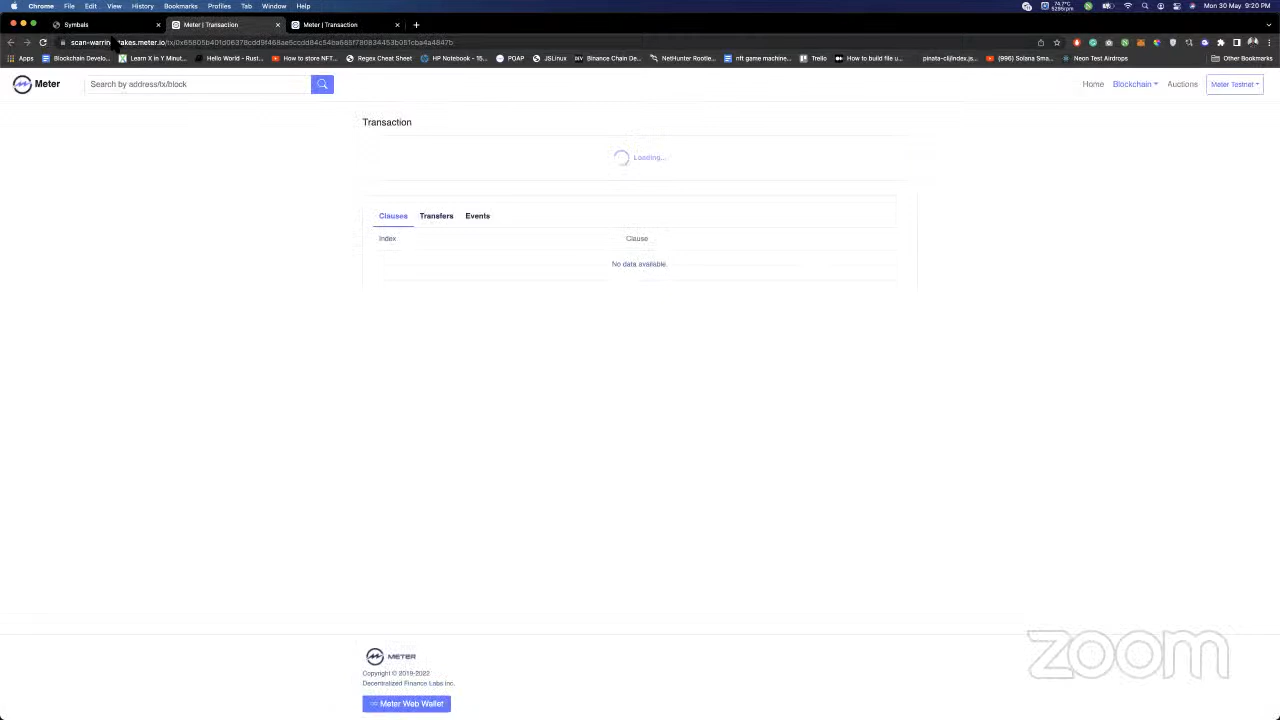 Chrome File Edit View History Bookmarks Profiles Tab Window Help Mon 30 May 9:20 PM
Symbols Meter | Transaction Meter | Transaction
Apps Blockchain Develo... Learn X in Y Minut... Hello World - Rust... How to store NFT... Regex Cheat Sheet HP Notebook - 15... POAP JSLinux Binance Chain De... NetHunter Rootle... nft game machine... Trello How to build file u... pinata-cli/index.js... (996) Solana Sma... Neon Test Airdrops Other Bookmarks
Meter Search by address/tx/block Home Blockchain Auctions Meter Testnet
Transaction
Loading...
Clauses Transfers Events
Index Clause
No data available.
METER
Copyright © 2019-2022
Decentralized Finance Labs Inc.
Meter Web Wallet
zoom